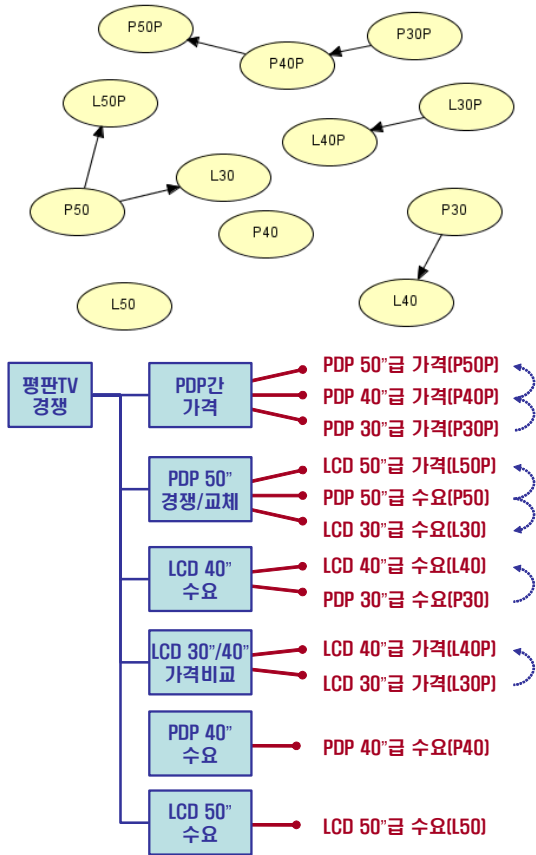 P50P
P40P
P30P
L50P
L30P
L40P
L30
P50
P40
P30
L50
L40
평판TV
경쟁
PDP간
가격
PDP 50”급 가격(P50P)
PDP 40”급 가격(P40P)
PDP 30”급 가격(P30P)
PDP 50”
경쟁/교체
LCD 50”급 가격(L50P)
PDP 50”급 수요(P50)
LCD 30”급 수요(L30)
LCD 40”
수요
LCD 40”급 수요(L40)
PDP 30”급 수요(P30)
LCD 30”/40”
가격비교
LCD 40”급 가격(L40P)
LCD 30”급 가격(L30P)
PDP 40”
수요
PDP 40”급 수요(P40)
LCD 50”
수요
LCD 50”급 수요(L50)